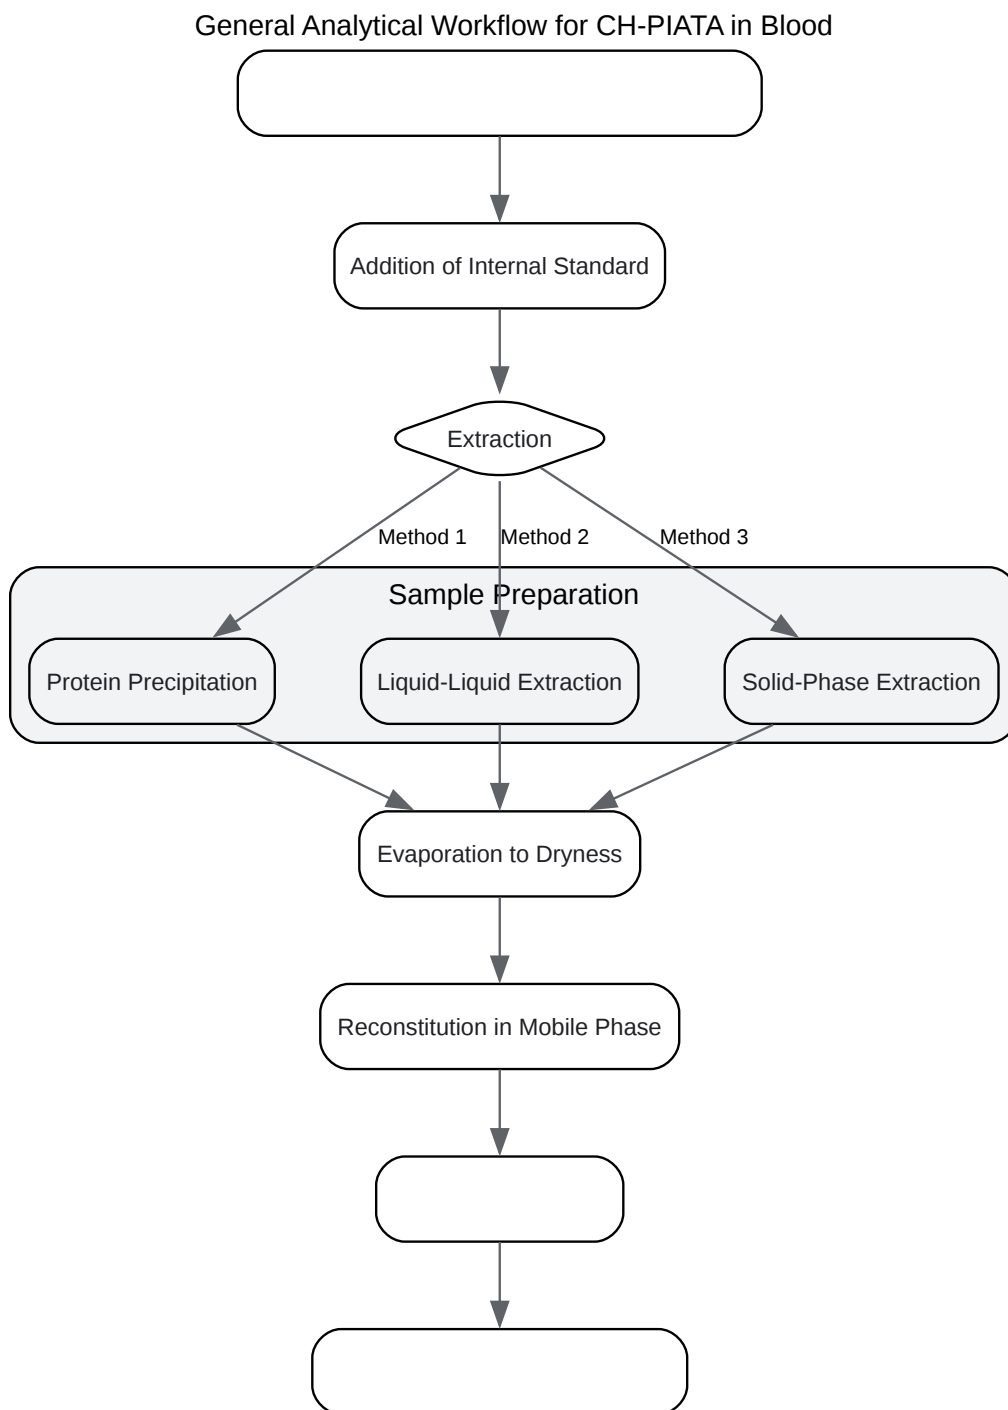 General Analytical Workflow for CH-PIATA in Blood
Addition of Internal Standard
Extraction
Method 1
Method 2
Method 3
Sample Preparation
Protein Precipitation
Liquid-Liquid Extraction
Solid-Phase Extraction
Evaporation to Dryness
Reconstitution in Mobile Phase